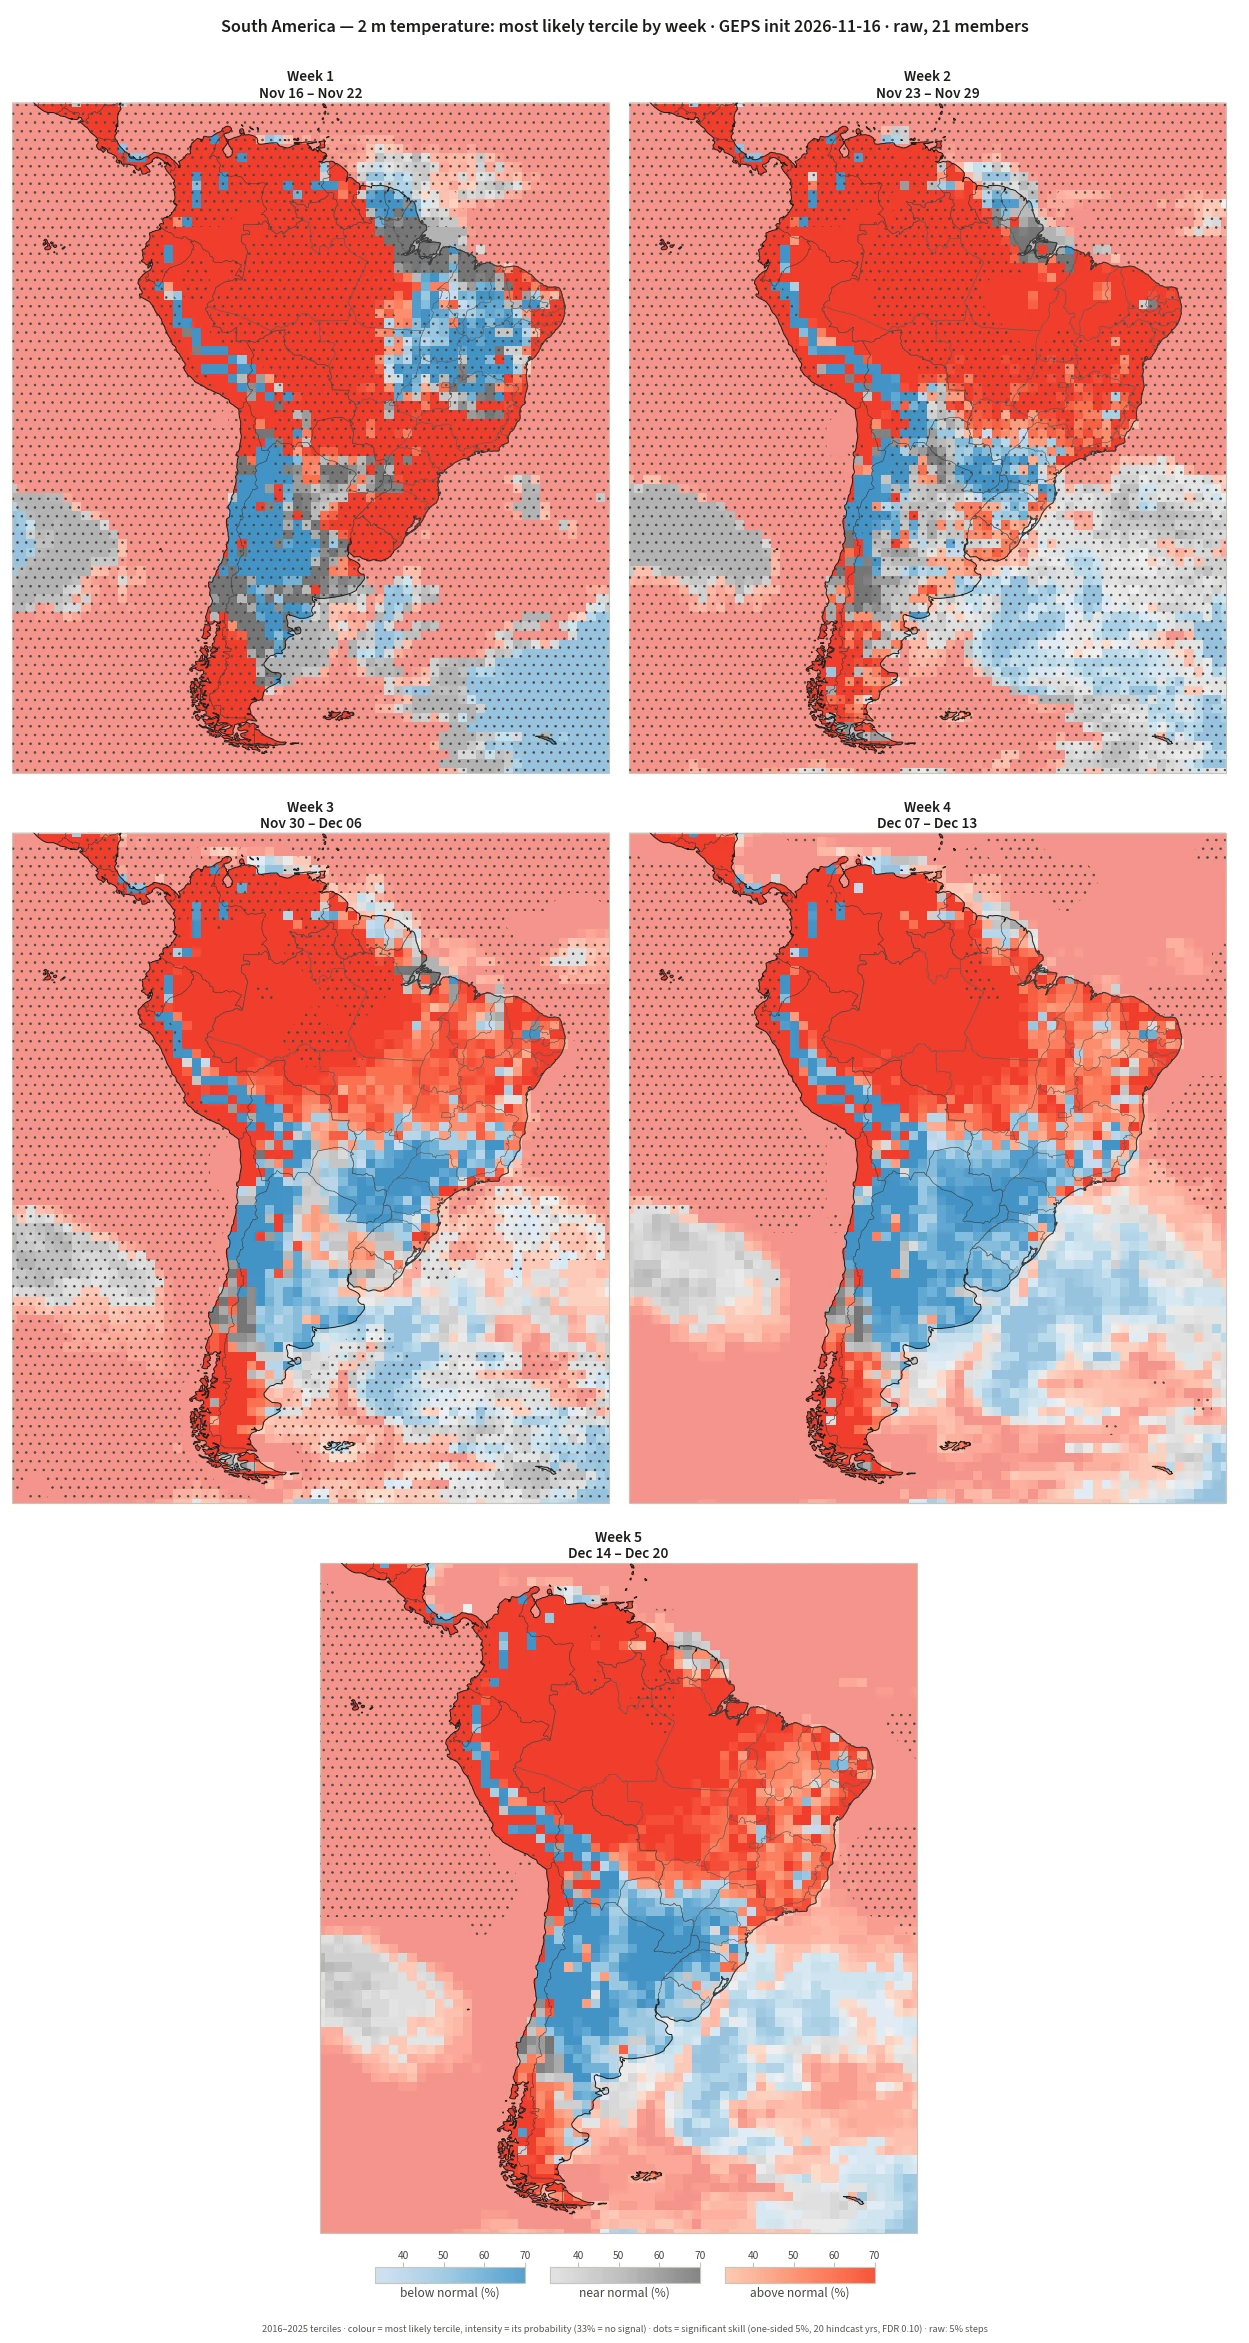 South America — 2 m temperature: most likely tercile by week · GEPS init 2026-11-16 · raw, 21 members
Week 1
Nov 16 – Nov 22
Week 2
Nov 23 – Nov 29
Week 3
Nov 30 – Dec 06
Week 4
Dec 07 – Dec 13
Week 5
Dec 14 – Dec 20
40 50 60 70
below normal (%)
40 50 60 70
near normal (%)
40 50 60 70
above normal (%)
2016–2025 terciles · colour = most likely tercile, intensity = its probability (33% = no signal) · dots = significant skill (one-sided 5%, 20 hindcast yrs, FDR 0.10) · raw: 5% steps